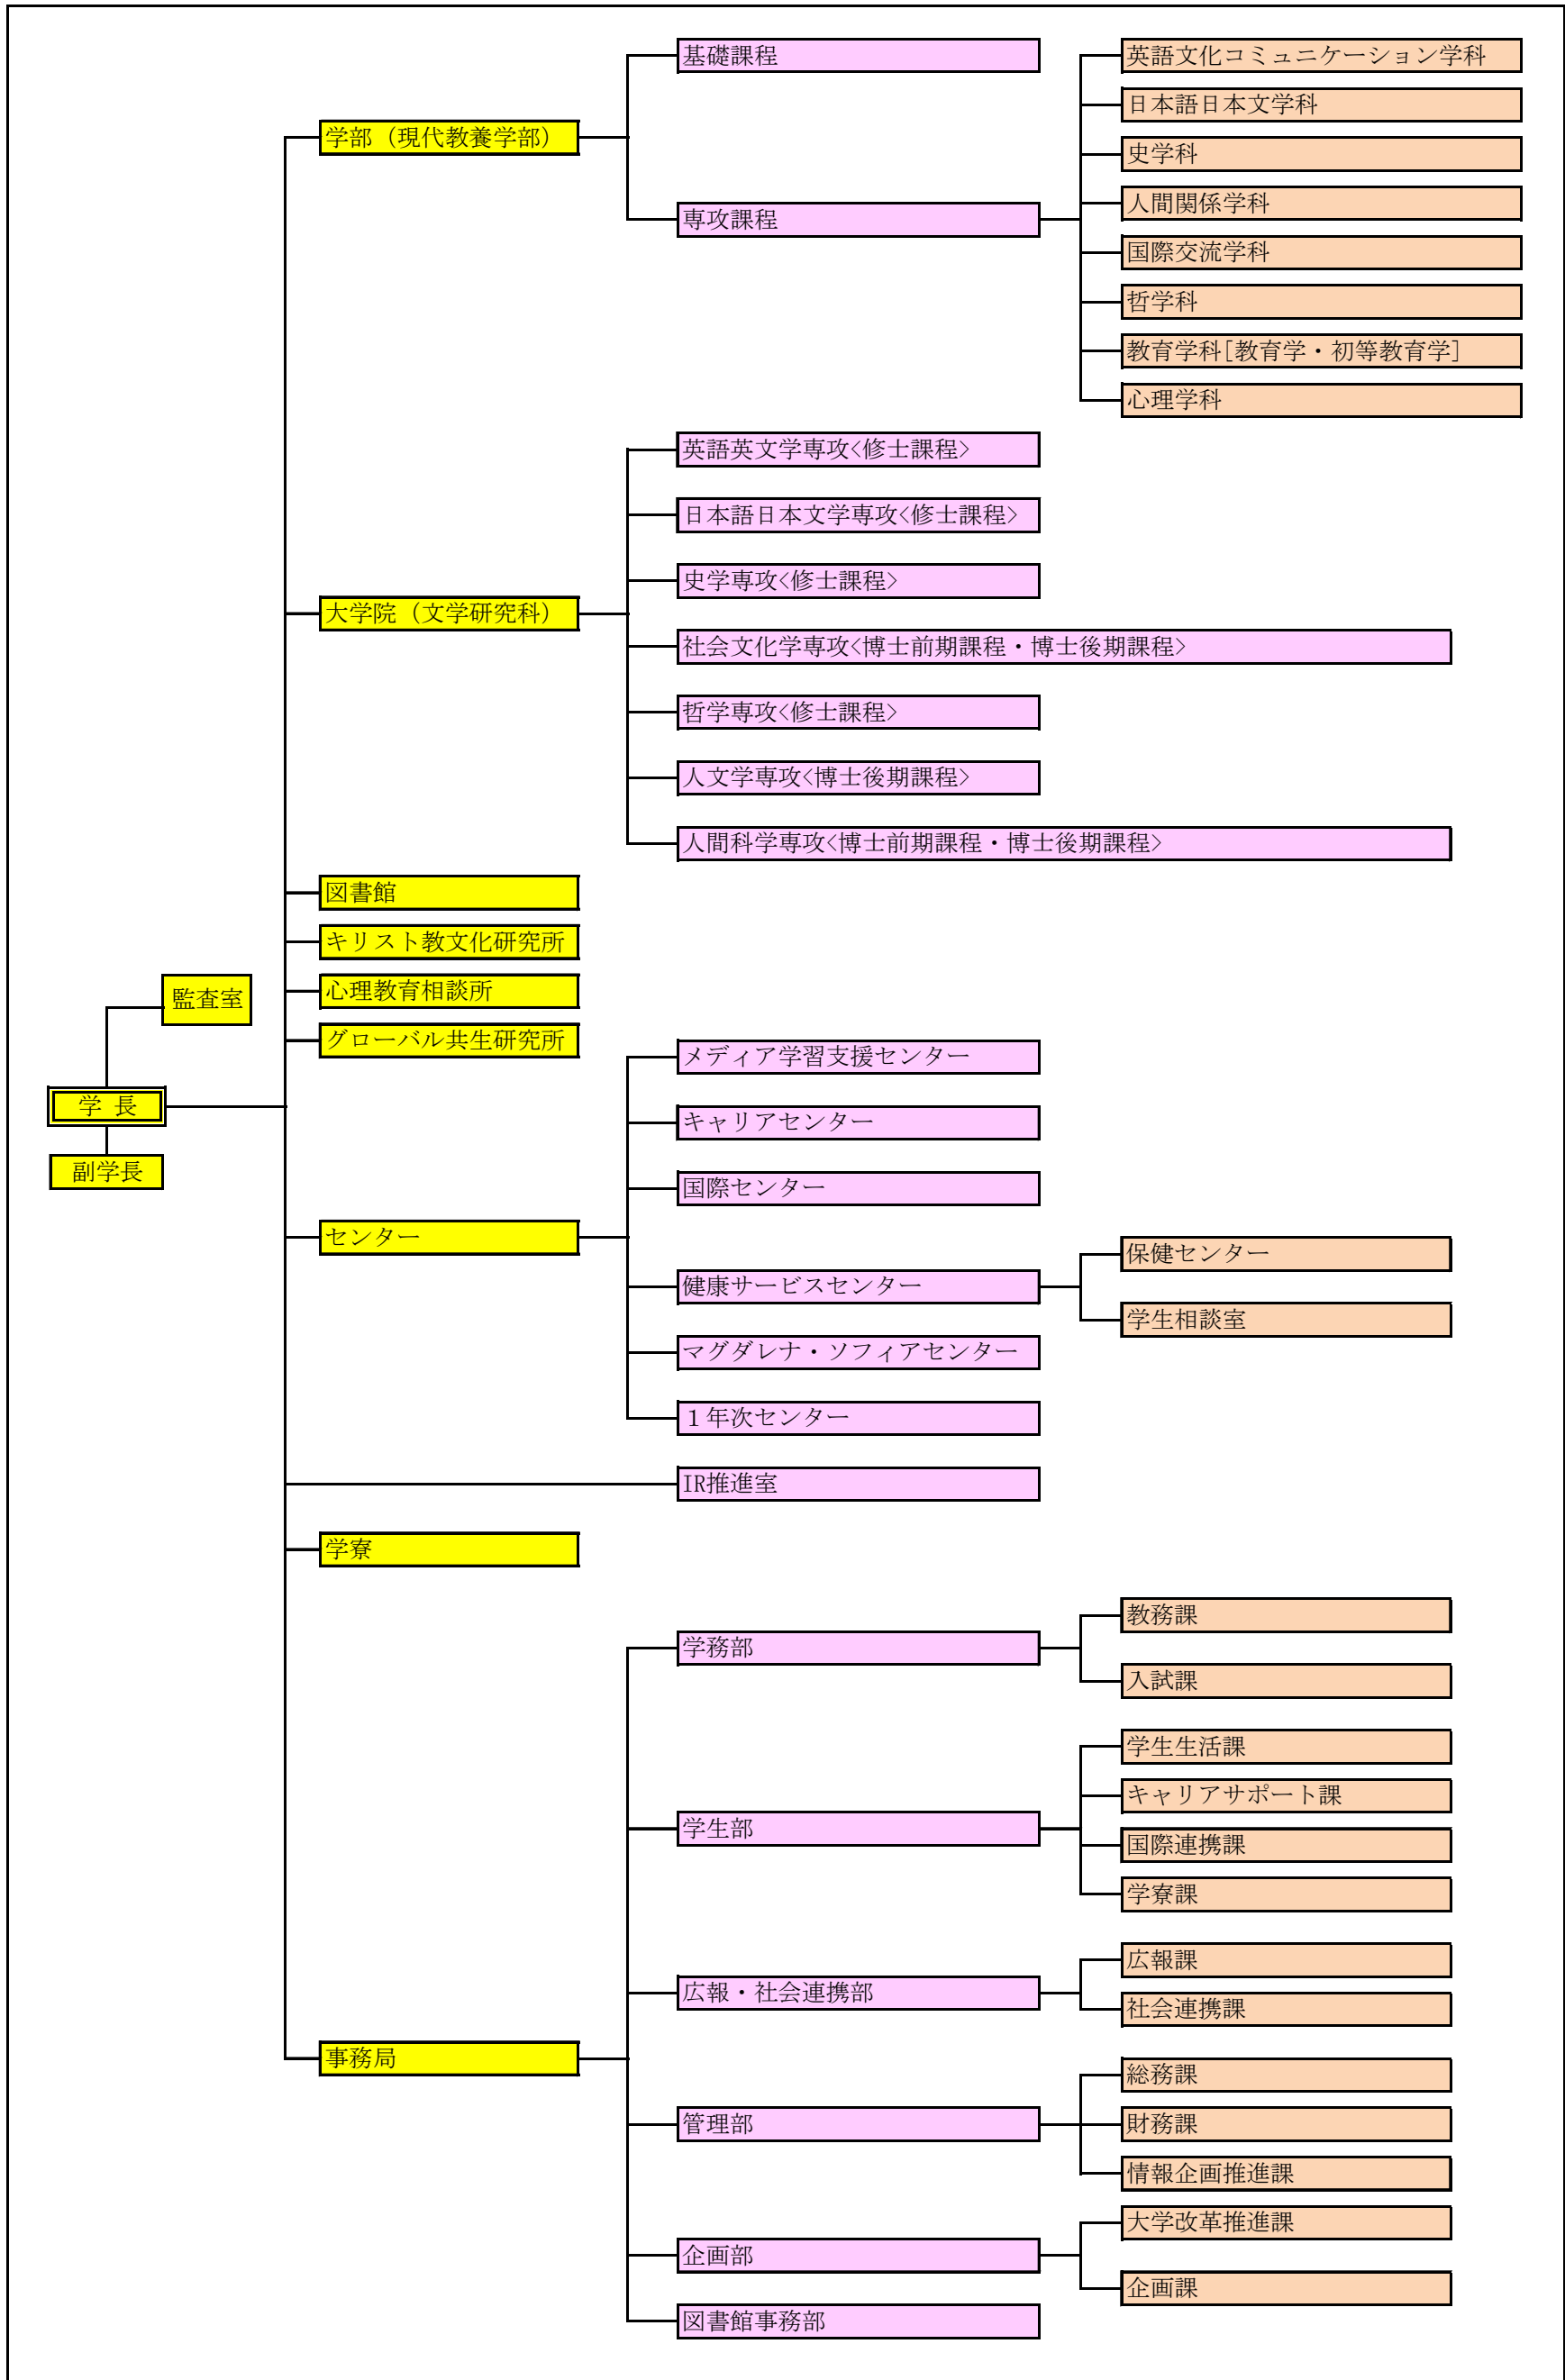 学長
副学長
監査室
学部（現代教養学部）
基礎課程
専攻課程
英語文化コミュニケーション学科
日本語日本文学科
史学科
人間関係学科
国際交流学科
哲学科
教育学科[教育学・初等教育学]
心理学科
大学院（文学研究科）
英語英文学専攻<修士課程>
日本語日本文学専攻<修士課程>
史学専攻<修士課程>
社会文化学専攻<博士前期課程・博士後期課程>
哲学専攻<修士課程>
人文学専攻<博士後期課程>
人間科学専攻<博士前期課程・博士後期課程>
図書館
キリスト教文化研究所
心理教育相談所
グローバル共生研究所
センター
メディア学習支援センター
キャリアセンター
国際センター
健康サービスセンター
保健センター
学生相談室
マグダレナ・ソフィアセンター
１年次センター
IR推進室
学寮
事務局
学務部
教務課
入試課
学生部
学生生活課
キャリアサポート課
国際連携課
学寮課
広報・社会連携部
広報課
社会連携課
管理部
総務課
財務課
情報企画推進課
企画部
大学改革推進課
企画課
図書館事務部